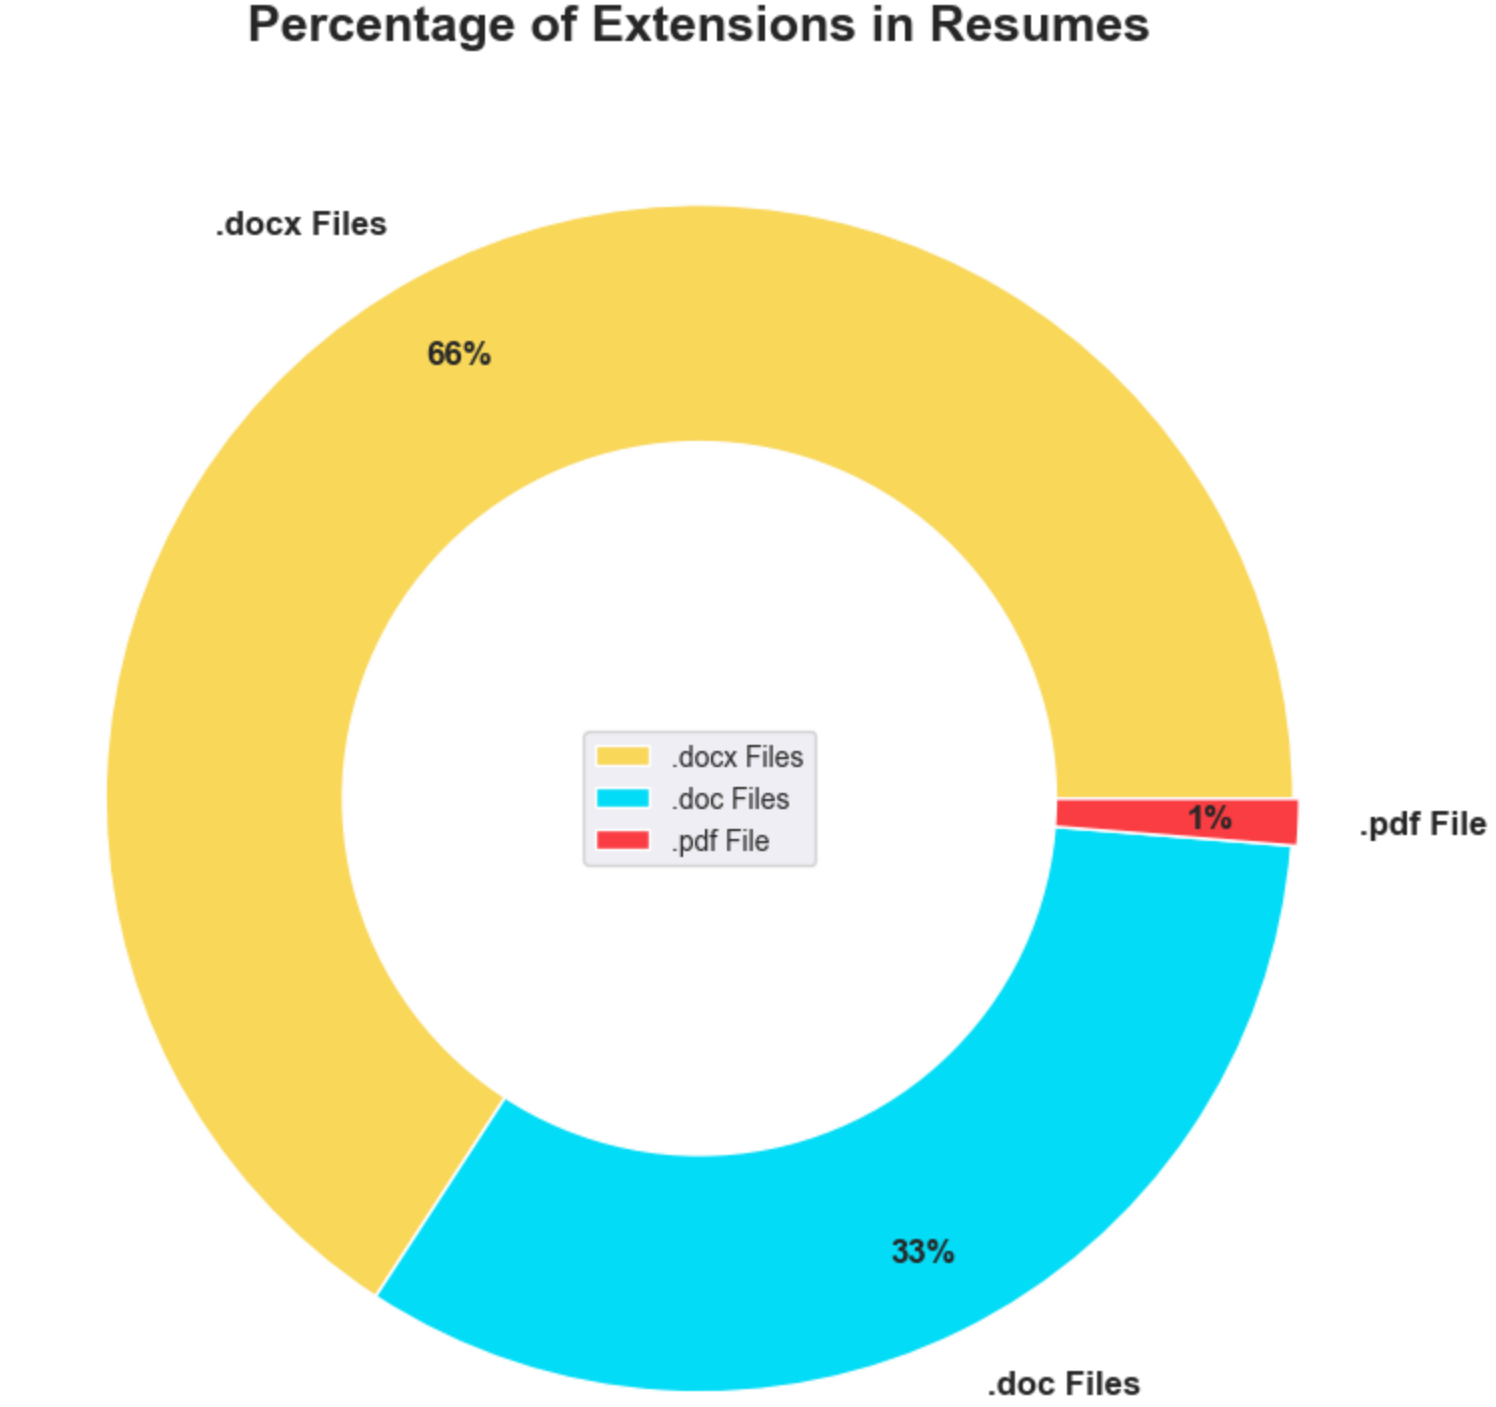 Percentage of Extensions in Resumes
.docx Files
66%
.docx Files
.doc Files
.pdf File
1%
.pdf File
33%
.doc Files